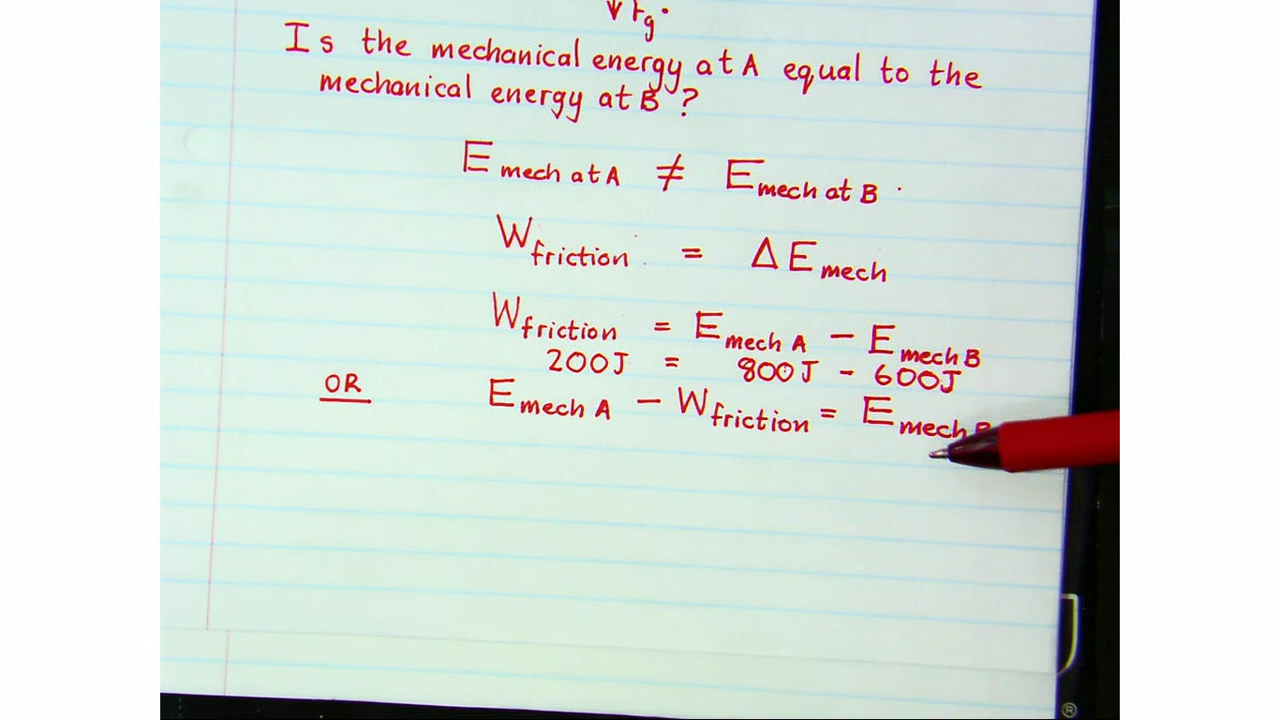 ↓ Fg.
Is the mechanical energy at A equal to the
mechanical energy at B ?
E mech at A ≠ E mech at B .
W friction = ΔE mech
W friction = E mech A − E mech B
200J = 800J - 600J
OR E mech A − W friction = E mech B
®